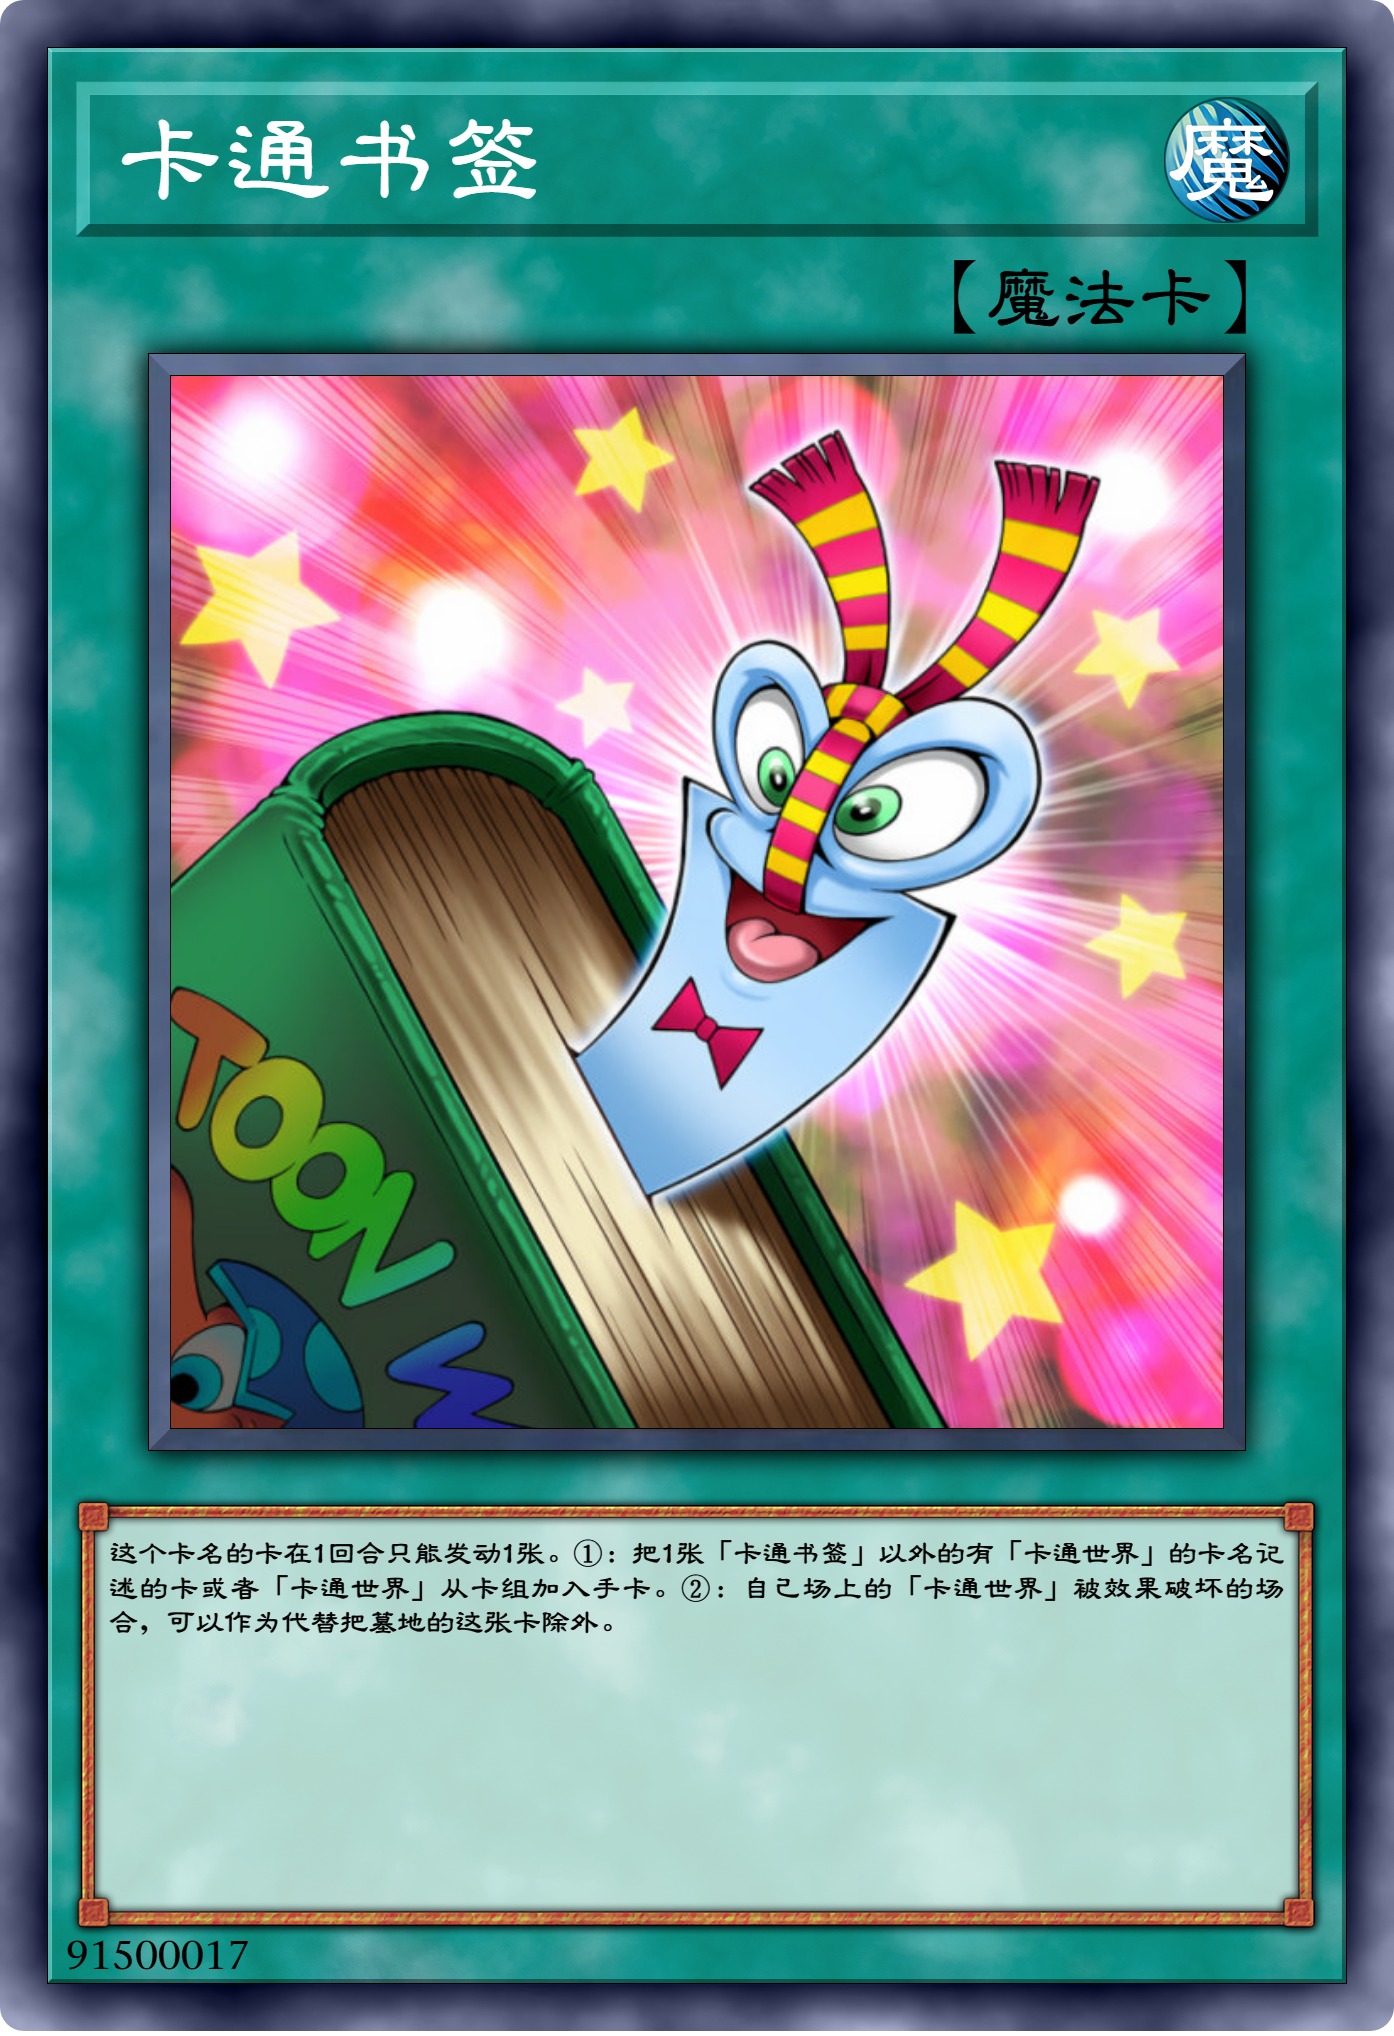 卡通书签
魔
【魔法卡】
TOON W
这个卡名的卡在1回合只能发动1张。①：把1张「卡通书签」以外的有「卡通世界」的卡名记
述的卡或者「卡通世界」从卡组加入手卡。②：自己场上的「卡通世界」被效果破坏的场
合，可以作为代替把墓地的这张卡除外。
91500017